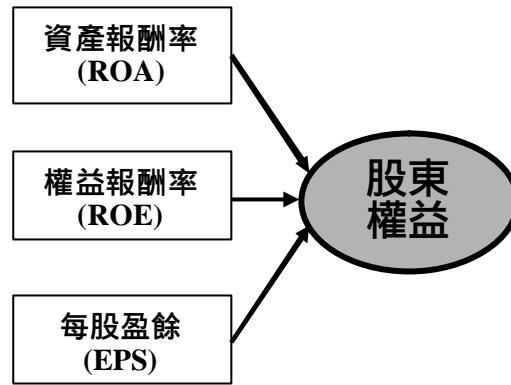 資產報酬率
(ROA)
權益報酬率
(ROE)
每股盈餘
(EPS)
股東
權益